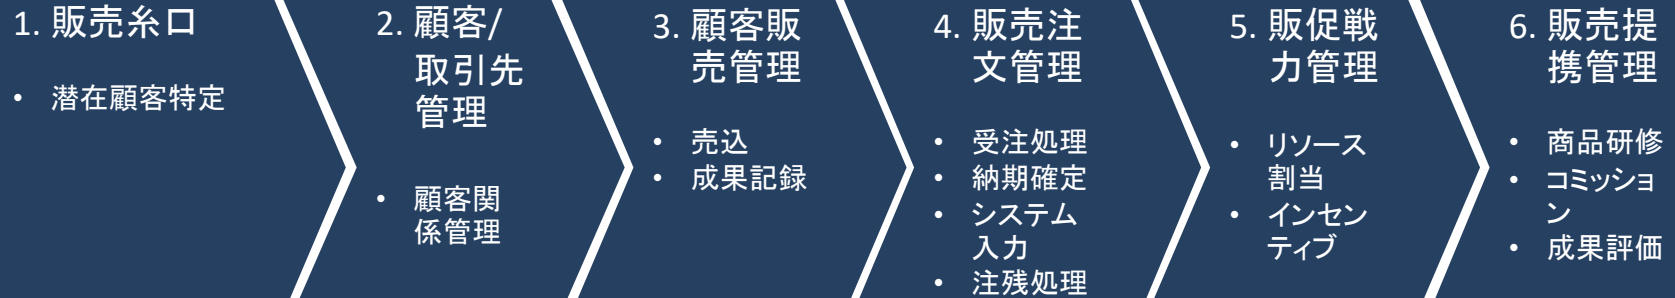 1. 販売糸口
• 潜在顧客特定
2. 顧客/
取引先
管理
• 顧客関
係管理
3. 顧客販
売管理
• 売込
• 成果記録
4. 販売注
文管理
• 受注処理
• 納期確定
• システム
入力
• 注残処理
5. 販促戦
力管理
• リソース
割当
• インセン
ティブ
6. 販売提
携管理
• 商品研修
• コミッショ
ン
• 成果評価